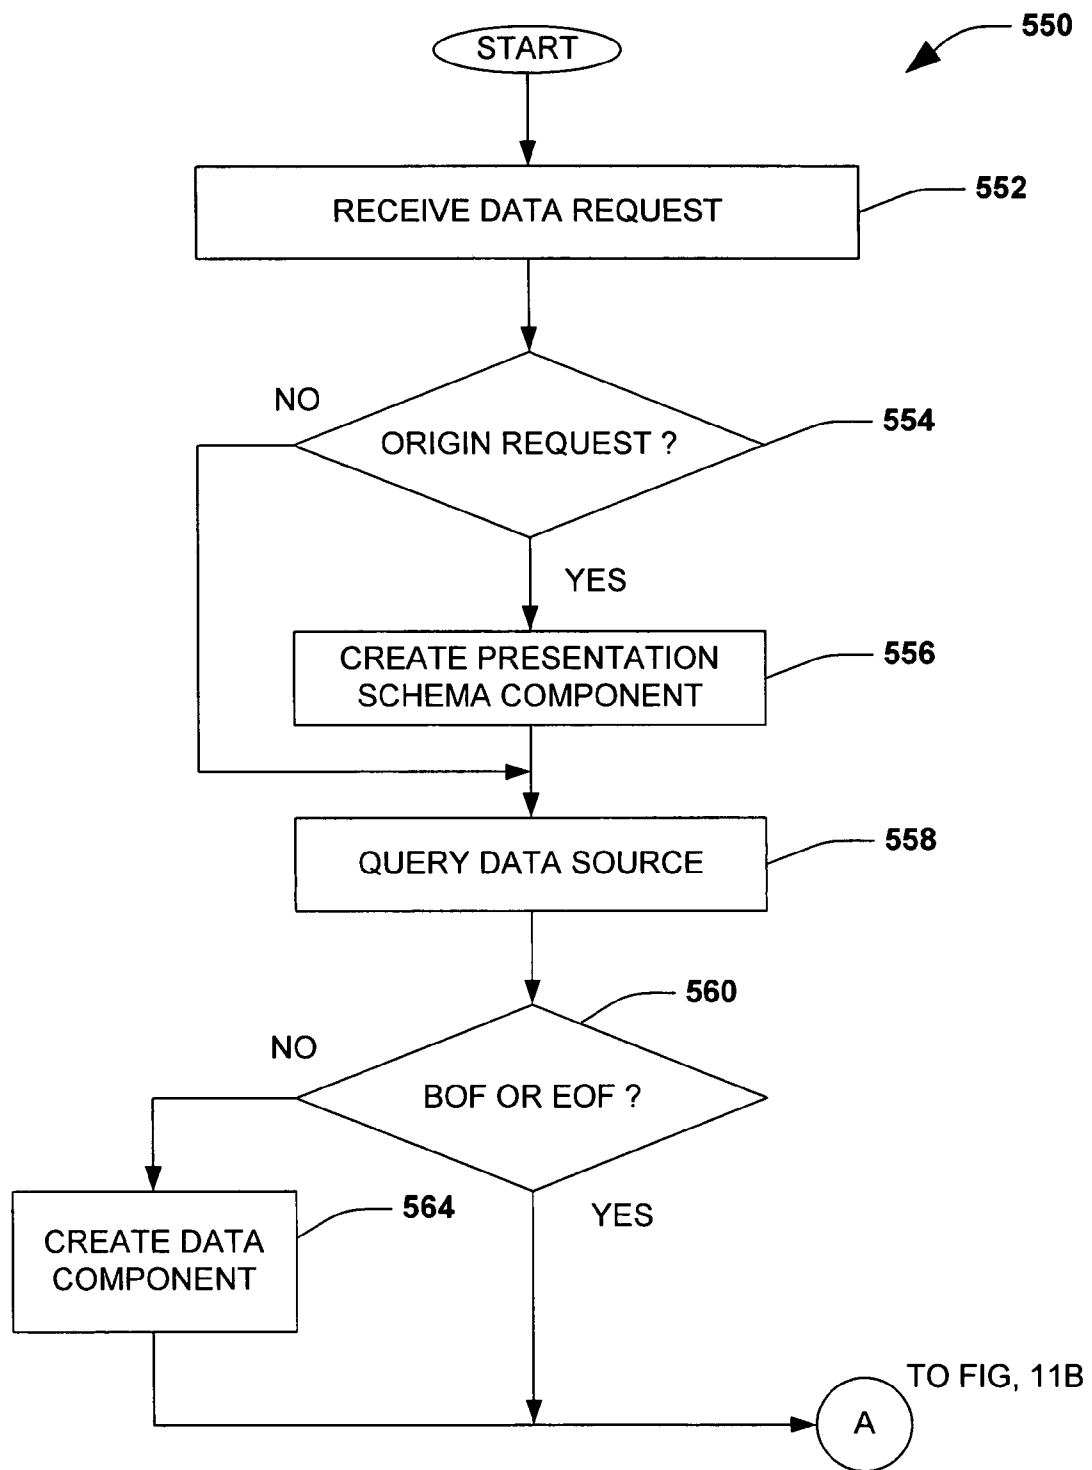 550
START
RECEIVE DATA REQUEST
552
NO
ORIGIN REQUEST ?
554
YES
CREATE PRESENTATION
SCHEMA COMPONENT
556
QUERY DATA SOURCE
558
560
NO
BOF OR EOF ?
YES
564
CREATE DATA
COMPONENT
TO FIG, 11B
A